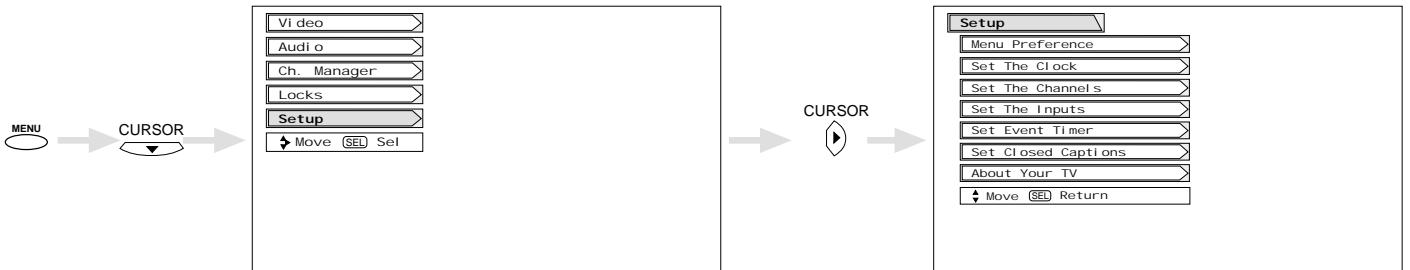 MENU
CURSOR
Video
Audio
Ch. Manager
Locks
Setup
Move SEL Sel
CURSOR
Setup
Menu Preference
Set The Clock
Set The Channels
Set The Inputs
Set Event Timer
Set Closed Captions
About Your TV
Move SEL Return